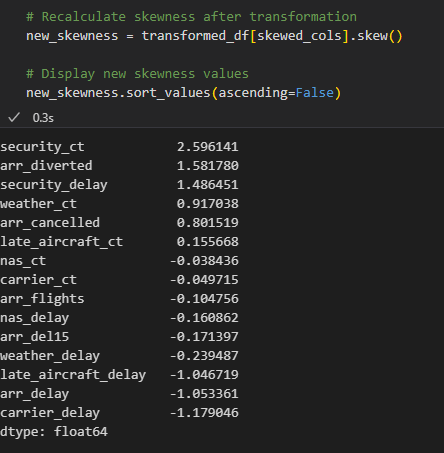 # Recalculate skewness after transformation
new_skewness = transformed_df[skewed_cols].skew()
# Display new skewness values
new_skewness.sort_values(ascending=False)
0.3s
security_ct 2.596141
arr_diverted 1.581780
security_delay 1.486451
weather_ct 0.917038
arr_cancelled 0.801519
late_aircraft_ct 0.155668
nas_ct -0.038436
carrier_ct -0.049715
arr_flights -0.104756
nas_delay -0.160862
arr_del15 -0.171397
weather_delay -0.239487
late_aircraft_delay -1.046719
arr_delay -1.053361
carrier_delay -1.179046
dtype: float64